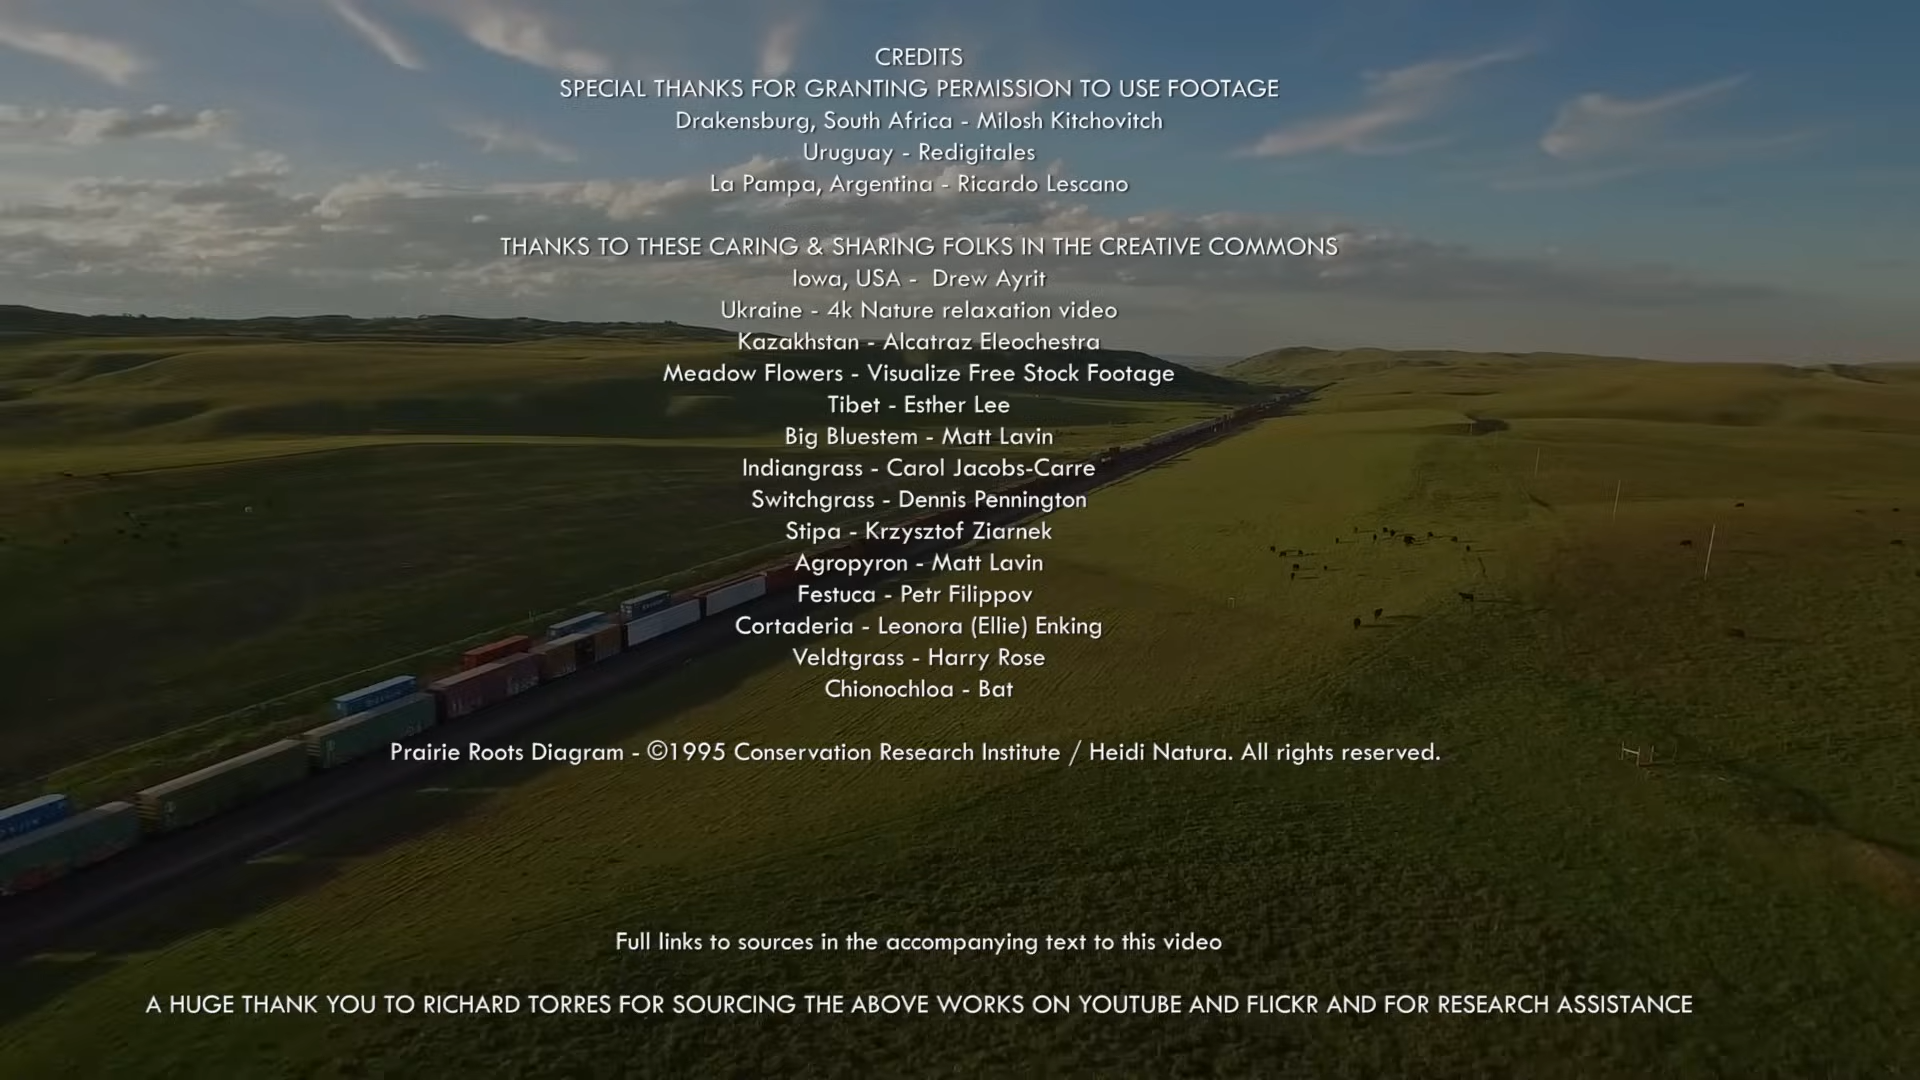 CREDITS
SPECIAL THANKS FOR GRANTING PERMISSION TO USE FOOTAGE
Drakensburg, South Africa - Milosh Kitchovitch
Uruguay - Redigitales
La Pampa, Argentina - Ricardo Lescano
THANKS TO THESE CARING & SHARING FOLKS IN THE CREATIVE COMMONS
Iowa, USA -  Drew Ayrit
Ukraine - 4k Nature relaxation video
Kazakhstan - Alcatraz Eleochestra
Meadow Flowers - Visualize Free Stock Footage
Tibet - Esther Lee
Big Bluestem - Matt Lavin
Indiangrass - Carol Jacobs-Carre
Switchgrass - Dennis Pennington
Stipa - Krzysztof Ziarnek
Agropyron - Matt Lavin
Festuca - Petr Filippov
Cortaderia - Leonora (Ellie) Enking
Veldtgrass - Harry Rose
Chionochloa - Bat
Prairie Roots Diagram - ©1995 Conservation Research Institute / Heidi Natura. All rights reserved.
Full links to sources in the accompanying text to this video
A HUGE THANK YOU TO RICHARD TORRES FOR SOURCING THE ABOVE WORKS ON YOUTUBE AND FLICKR AND FOR RESEARCH ASSISTANCE